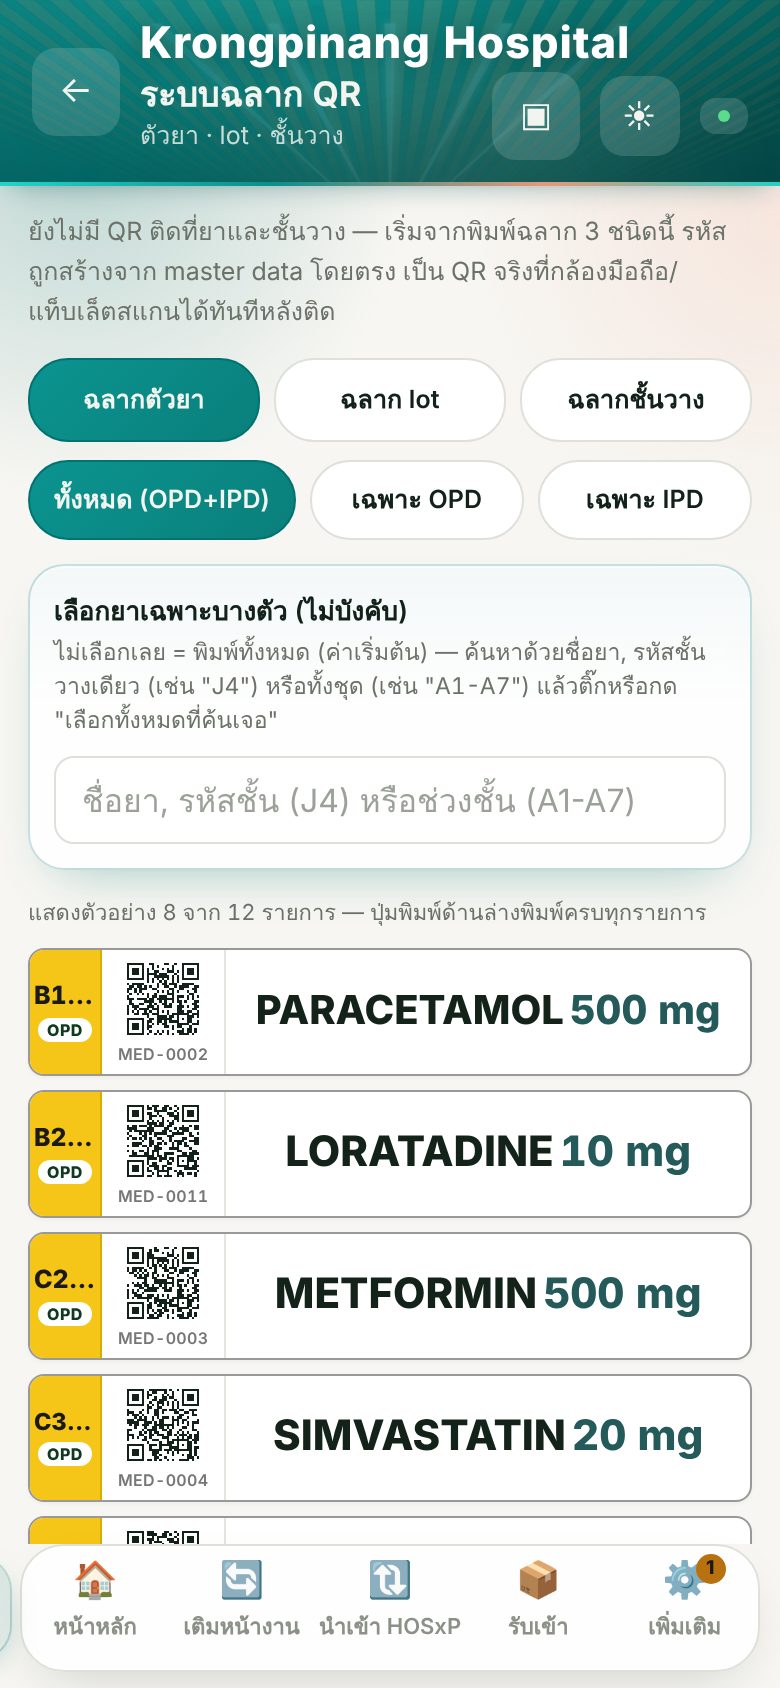 Krongpinang Hospital
ระบบฉลาก QR
ตัวยา · lot · ชั้นวาง
ยังไม่มี QR ติดที่ยาและชั้นวาง — เริ่มจากพิมพ์ฉลาก 3 ชนิดนี้ รหัส
ถูกสร้างจาก master data โดยตรง เป็น QR จริงที่กล้องมือถือ/
แท็บเล็ตสแกนได้ทันทีหลังติด
ฉลากตัวยา
ฉลาก lot
ฉลากชั้นวาง
ทั้งหมด (OPD+IPD)
เฉพาะ OPD
เฉพาะ IPD
เลือกยาเฉพาะบางตัว (ไม่บังคับ)
ไม่เลือกเลย = พิมพ์ทั้งหมด (ค่าเริ่มต้น) — ค้นหาด้วยชื่อยา, รหัสชั้น
วางเดียว (เช่น "J4") หรือทั้งชุด (เช่น "A1-A7") แล้วติ๊กหรือกด
"เลือกทั้งหมดที่ค้นเจอ"
ชื่อยา, รหัสชั้น (J4) หรือช่วงชั้น (A1-A7)
แสดงตัวอย่าง 8 จาก 12 รายการ — ปุ่มพิมพ์ด้านล่างพิมพ์ครบทุกรายการ
B1...
OPD
MED-0002
PARACETAMOL 500 mg
B2...
OPD
MED-0011
LORATADINE 10 mg
C2...
OPD
MED-0003
METFORMIN 500 mg
C3...
OPD
MED-0004
SIMVASTATIN 20 mg
1
หน้าหลัก
เติมหน้างาน
นำเข้า HOSxP
รับเข้า
เพิ่มเติม